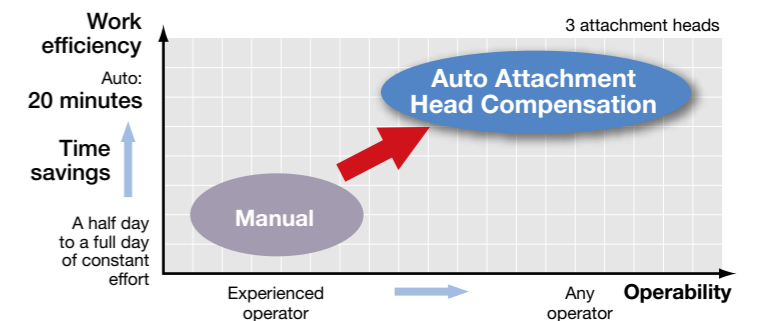 Work
efficiency
3 attachment heads
Auto:
20 minutes
Auto Attachment
Head Compensation
Time
savings
Manual
A half day
to a full day
of constant
effort
Experienced
operator
Any
operator
Operability